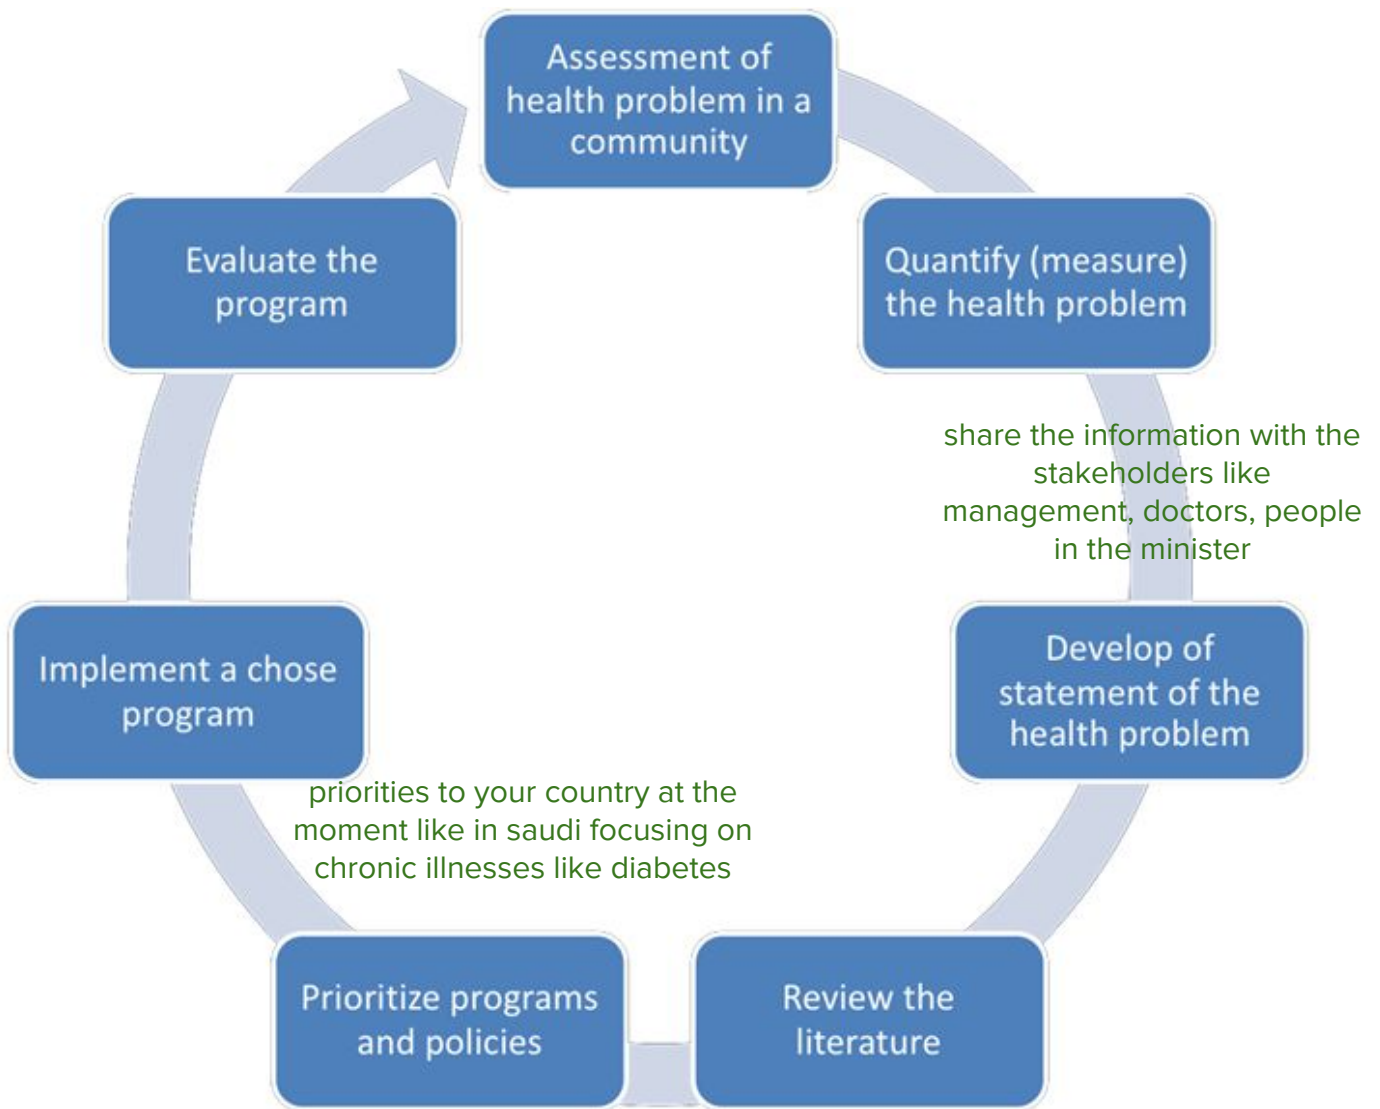 Assessment of
health problem in a
community
Quantify (measure)
the health problem
share the information with the
stakeholders like
management, doctors, people
in the minister
Develop of
statement of the
health problem
Review the
literature
Prioritize programs
and policies
priorities to your country at the
moment like in saudi focusing on
chronic illnesses like diabetes
Implement a chose
program
Evaluate the
program